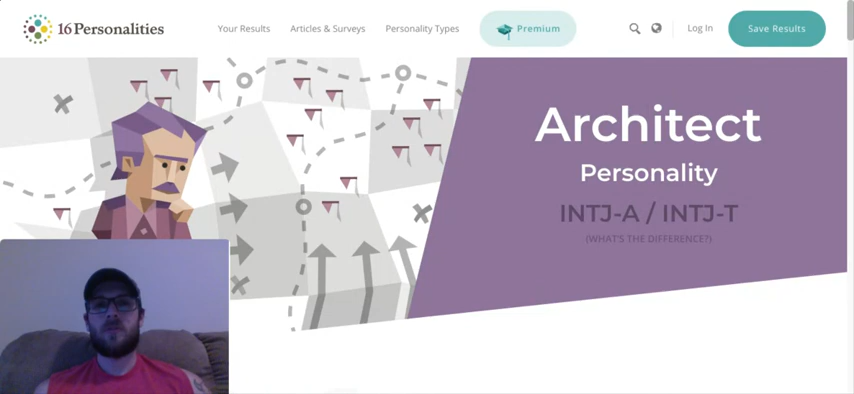 16Personalities
Your Results
Articles & Surveys
Personality Types
Premium
Log In
Save Results
Architect
Personality
INTJ-A / INTJ-T
(WHAT'S THE DIFFERENCE?)